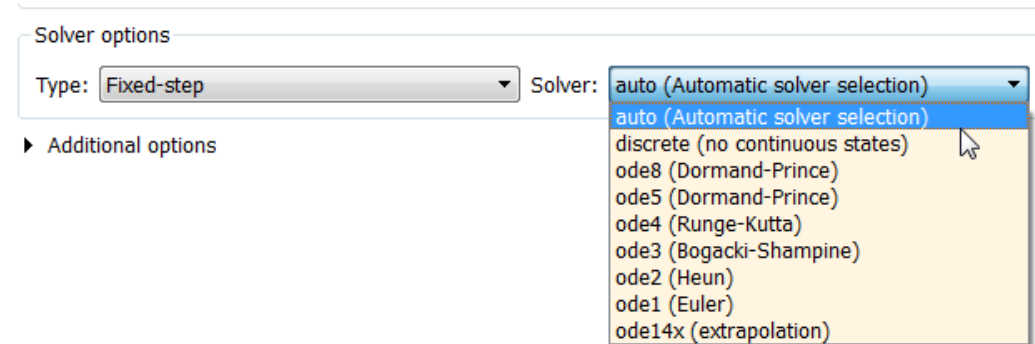 Solver options
Type: Fixed-step Solver: auto (Automatic solver selection)
auto (Automatic solver selection)
Additional options
discrete (no continuous states)
ode8 (Dormand-Prince)
ode5 (Dormand-Prince)
ode4 (Runge-Kutta)
ode3 (Bogacki-Shampine)
ode2 (Heun)
ode1 (Euler)
ode14x (extrapolation)